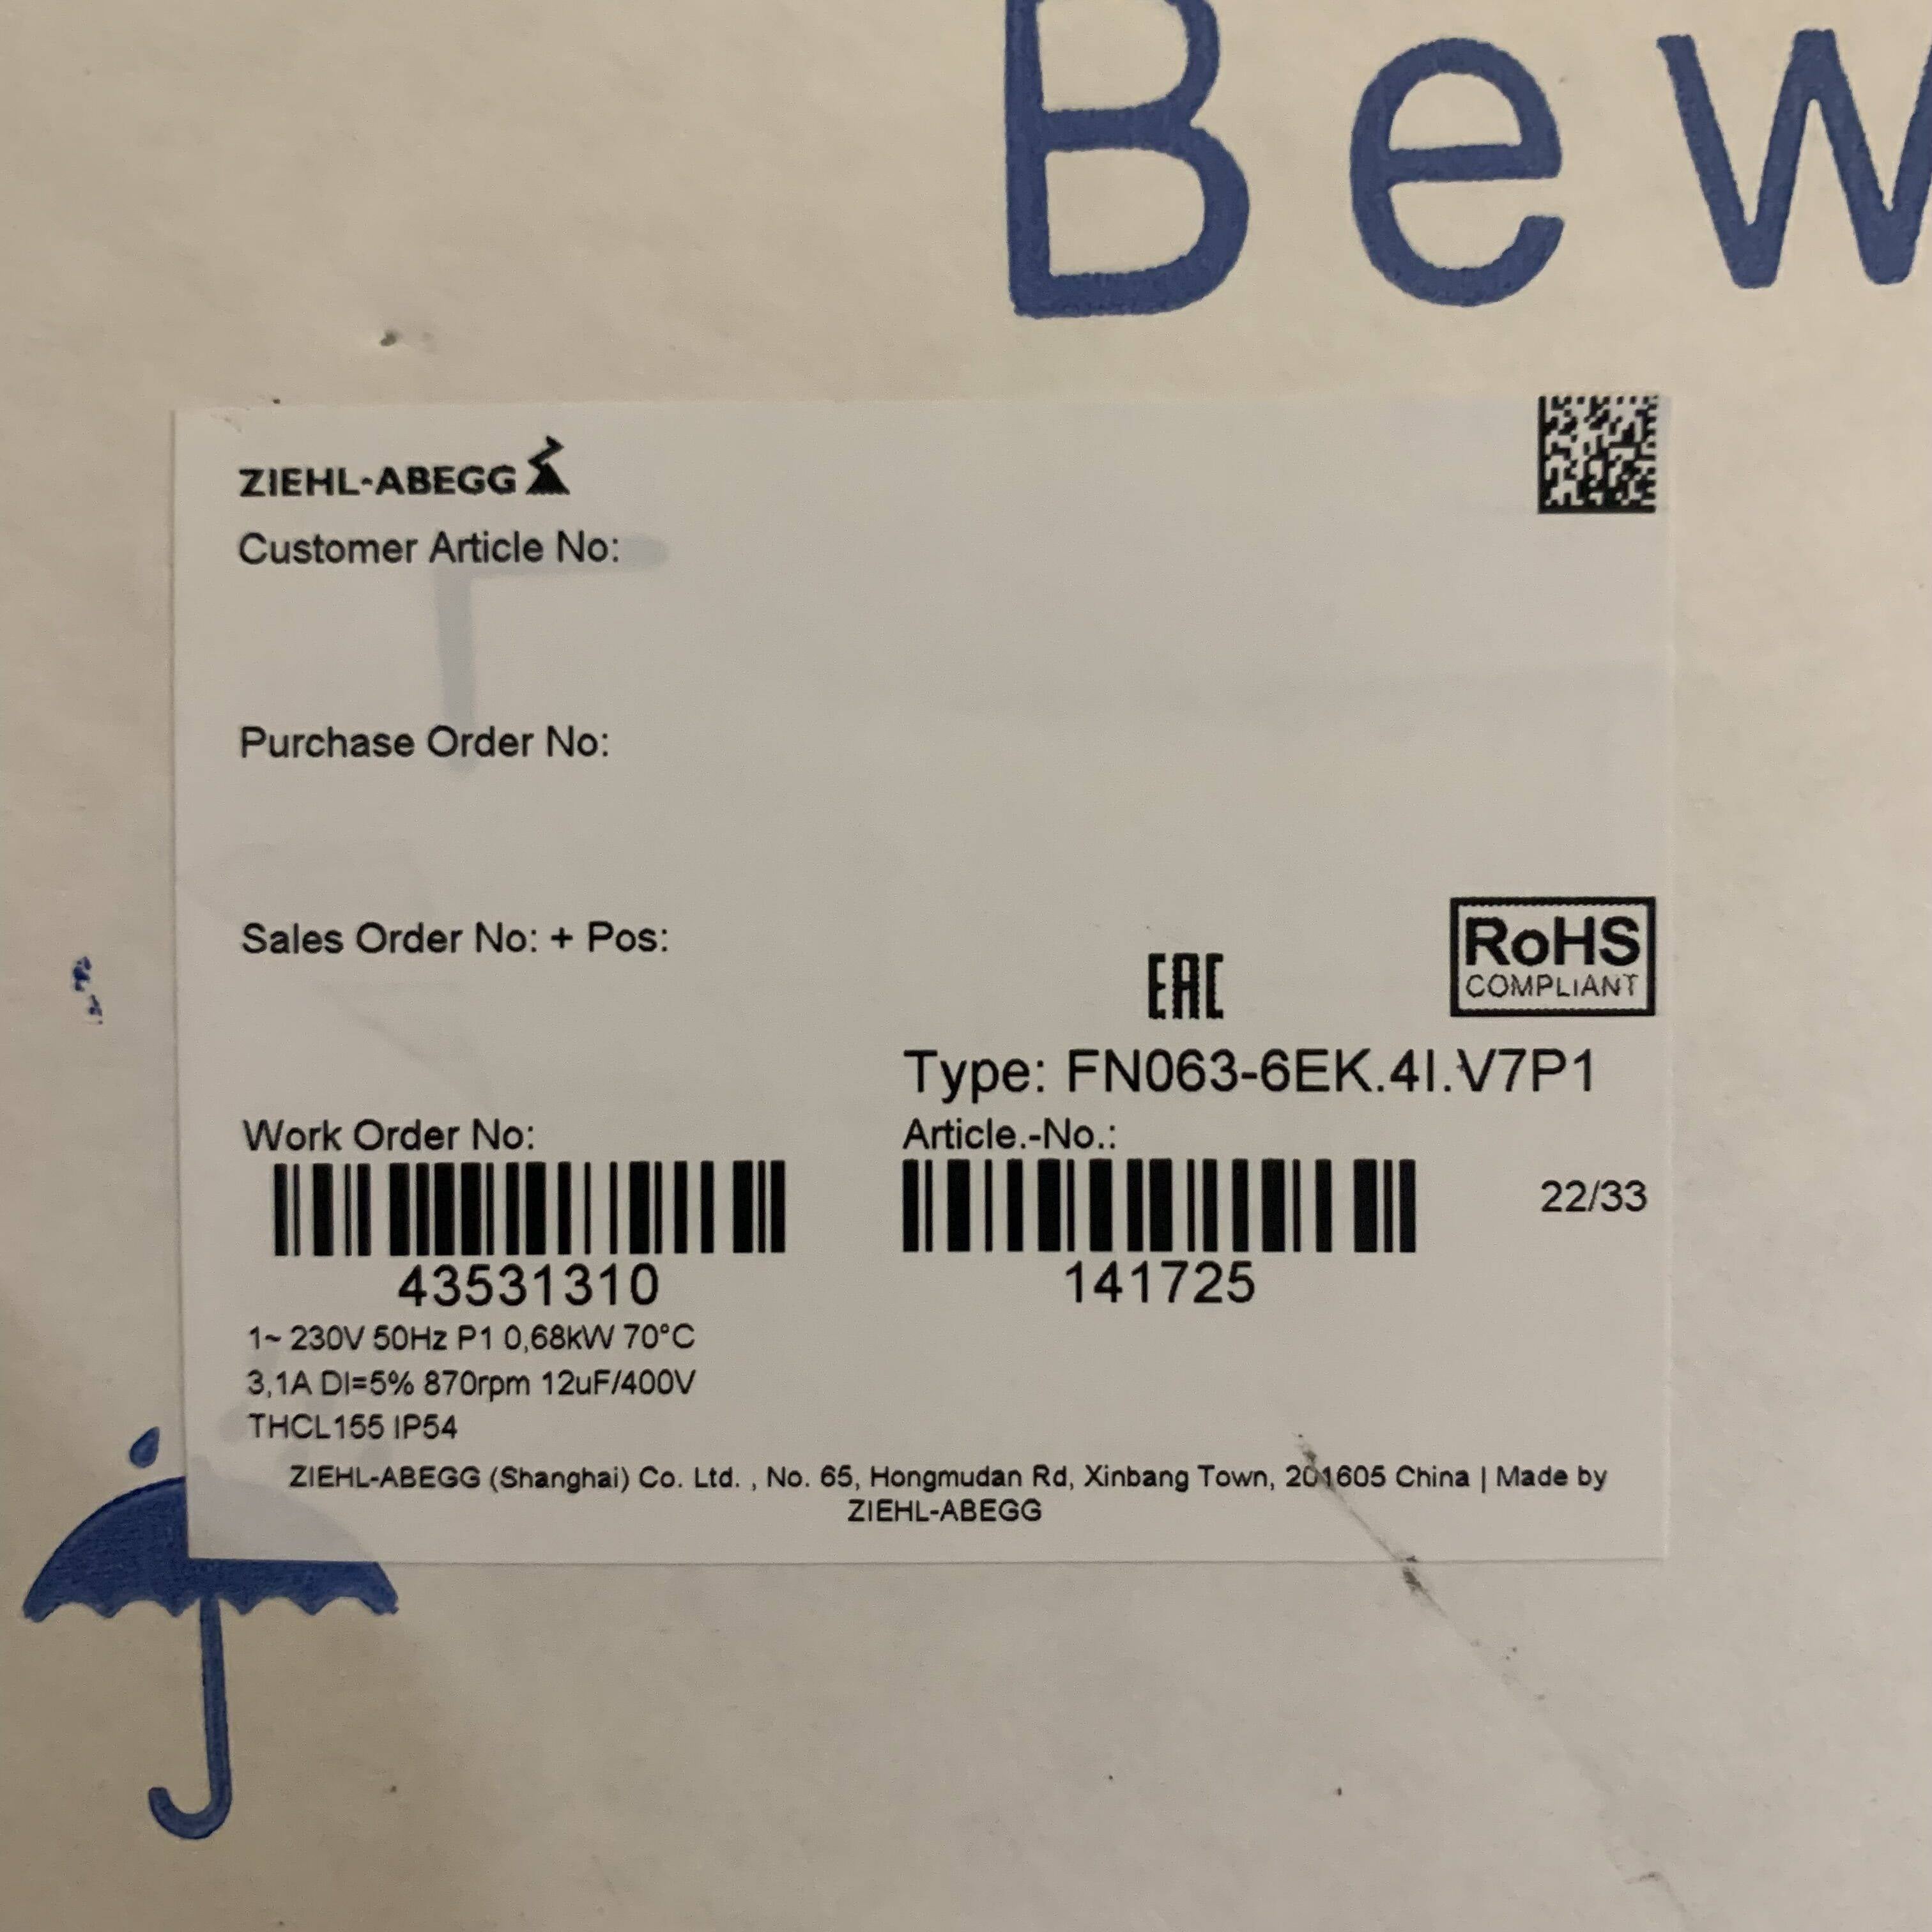 Bew
ZIEHL-ABEGG
Customer Article No:
Purchase Order No:
Sales Order No: + Pos:
EAC
RoHS
COMPLIANT
Type: FN063-6EK.4I.V7P1
Work Order No:
Article.-No.:
22/33
43531310
141725
1~ 230V 50Hz P1 0,68kW 70°C
3,1A DI=5% 870rpm 12uF/400V
THCL155 IP54
ZIEHL-ABEGG (Shanghai) Co. Ltd. , No. 65, Hongmudan Rd, Xinbang Town, 201605 China | Made by
ZIEHL-ABEGG